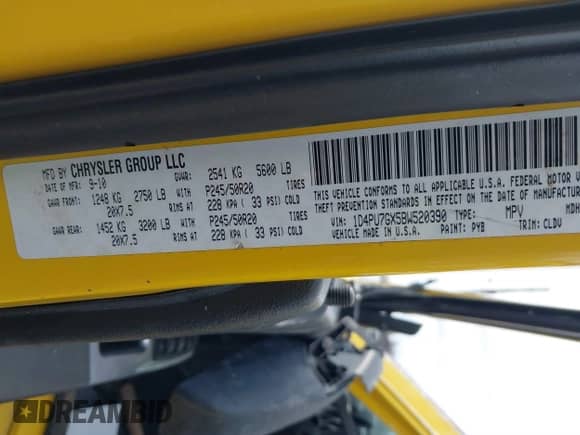 MFD BY CHRYSLER GROUP LLC GVWR: 2541 KG 5600 LB
DATE OF MFR: 9-10
GAWR FRONT: 1248 KG 2750 LB WITH P245/50R20 TIRES
20X7.5 RIMS AT 228 KPA ( 33 PSI) COLD
GAWR REAR: 1452 KG 3200 LB WITH P245/50R20 TIRES
20X7.5 RIMS AT 228 KPA ( 33 PSI) COLD
THIS VEHICLE CONFORMS TO ALL APPLICABLE U.S.A. FEDERAL MOTOR
THEFT PREVENTION STANDARDS IN EFFECT ON THE DATE OF MANUFACTUR
VIN: 1D4PU7GX5BW520390 TYPE: MPV MDH
MADE IN U.S.A. PAINT: PYB TRIM: CLDV
DREAMBID